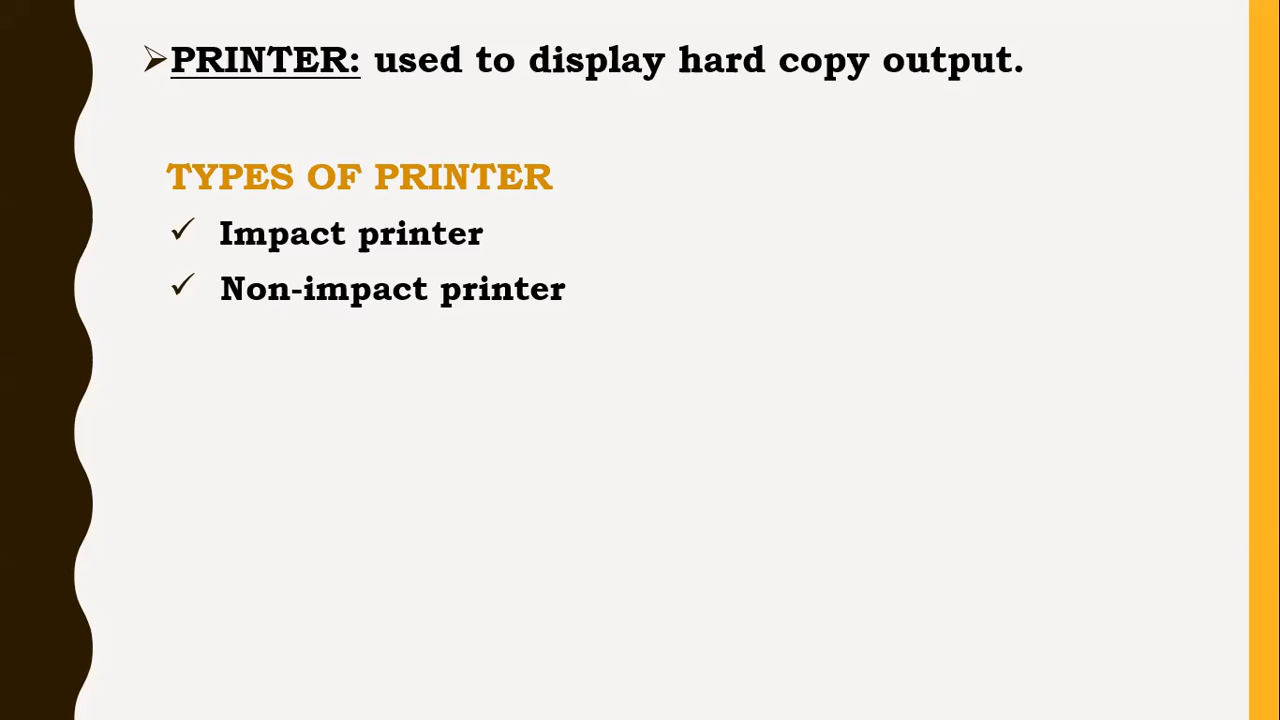 PRINTER: used to display hard copy output.
TYPES OF PRINTER
Impact printer
Non-impact printer